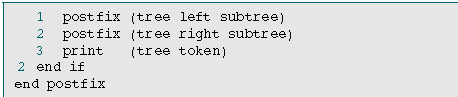 1 postfix (tree left subtree)
2 postfix (tree right subtree)
3 print (tree token)
2 end if
end postfix